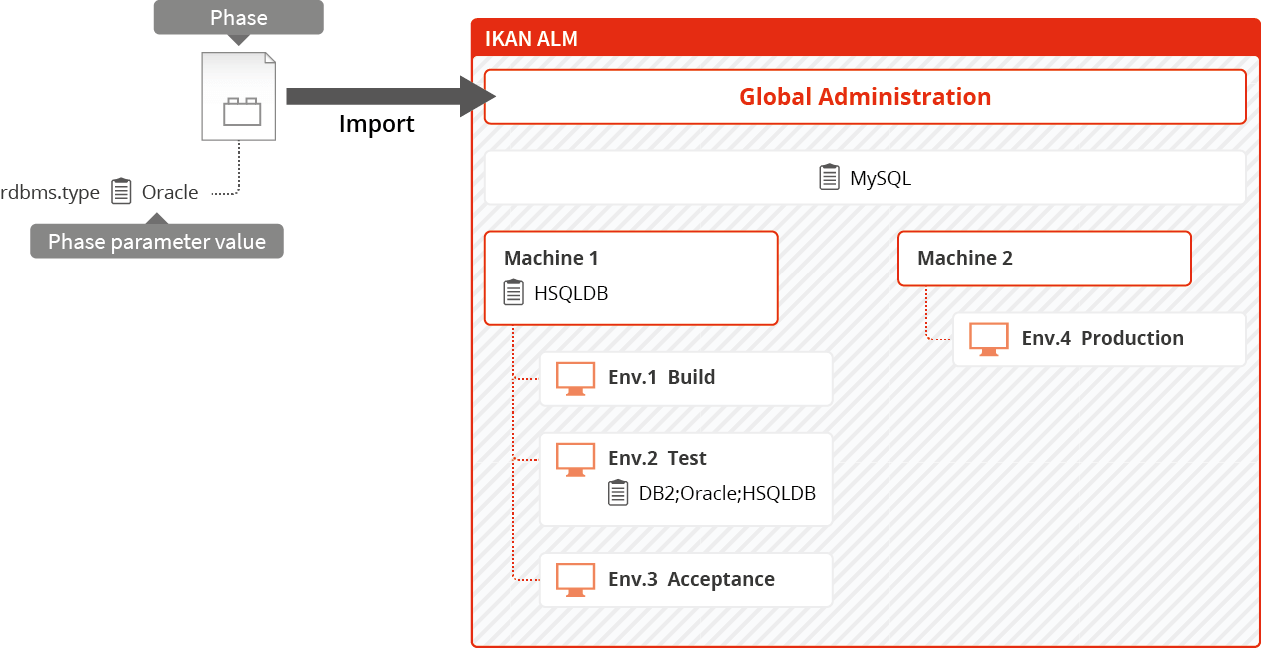 Phase
Import
rdbms.type Oracle
Phase parameter value
IKAN ALM
Global Administration
MySQL
Machine 1
HSQLDB
Env.1 Build
Env.2 Test
DB2;Oracle;HSQLDB
Env.3 Acceptance
Machine 2
Env.4 Production